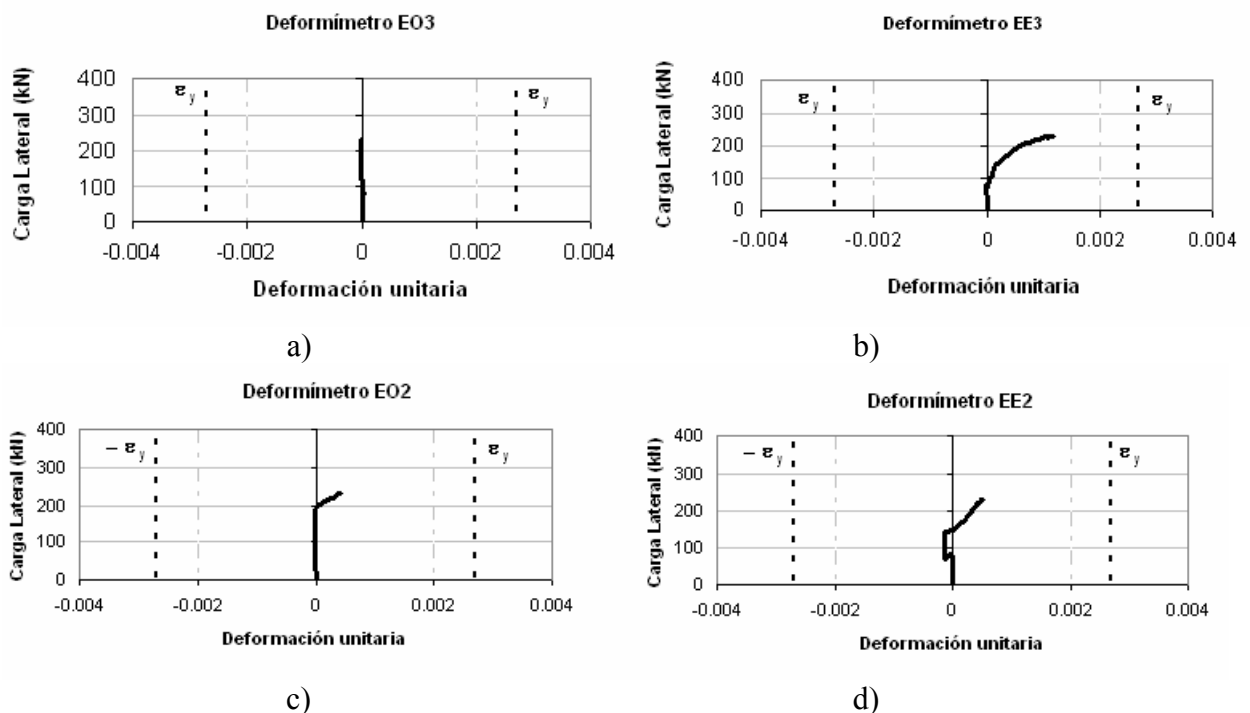 Deformímetro EO3
Carga Lateral (kN)
400
300
200
100
0
ε y
ε y
-0.004
-0.002
0
0.002
0.004
Deformación unitaria
a)
Deformímetro EE3
Carga Lateral (kN)
400
300
200
100
0
ε y
ε y
-0.004
-0.002
0
0.002
0.004
Deformación unitaria
b)
Deformímetro EO2
Carga Lateral (kN)
400
300
200
100
0
− ε y
ε y
-0.004
-0.002
0
0.002
0.004
Deformación unitaria
c)
Deformímetro EE2
Carga Lateral (kN)
400
300
200
100
0
− ε y
ε y
-0.004
-0.002
0
0.002
0.004
Deformación unitaria
d)